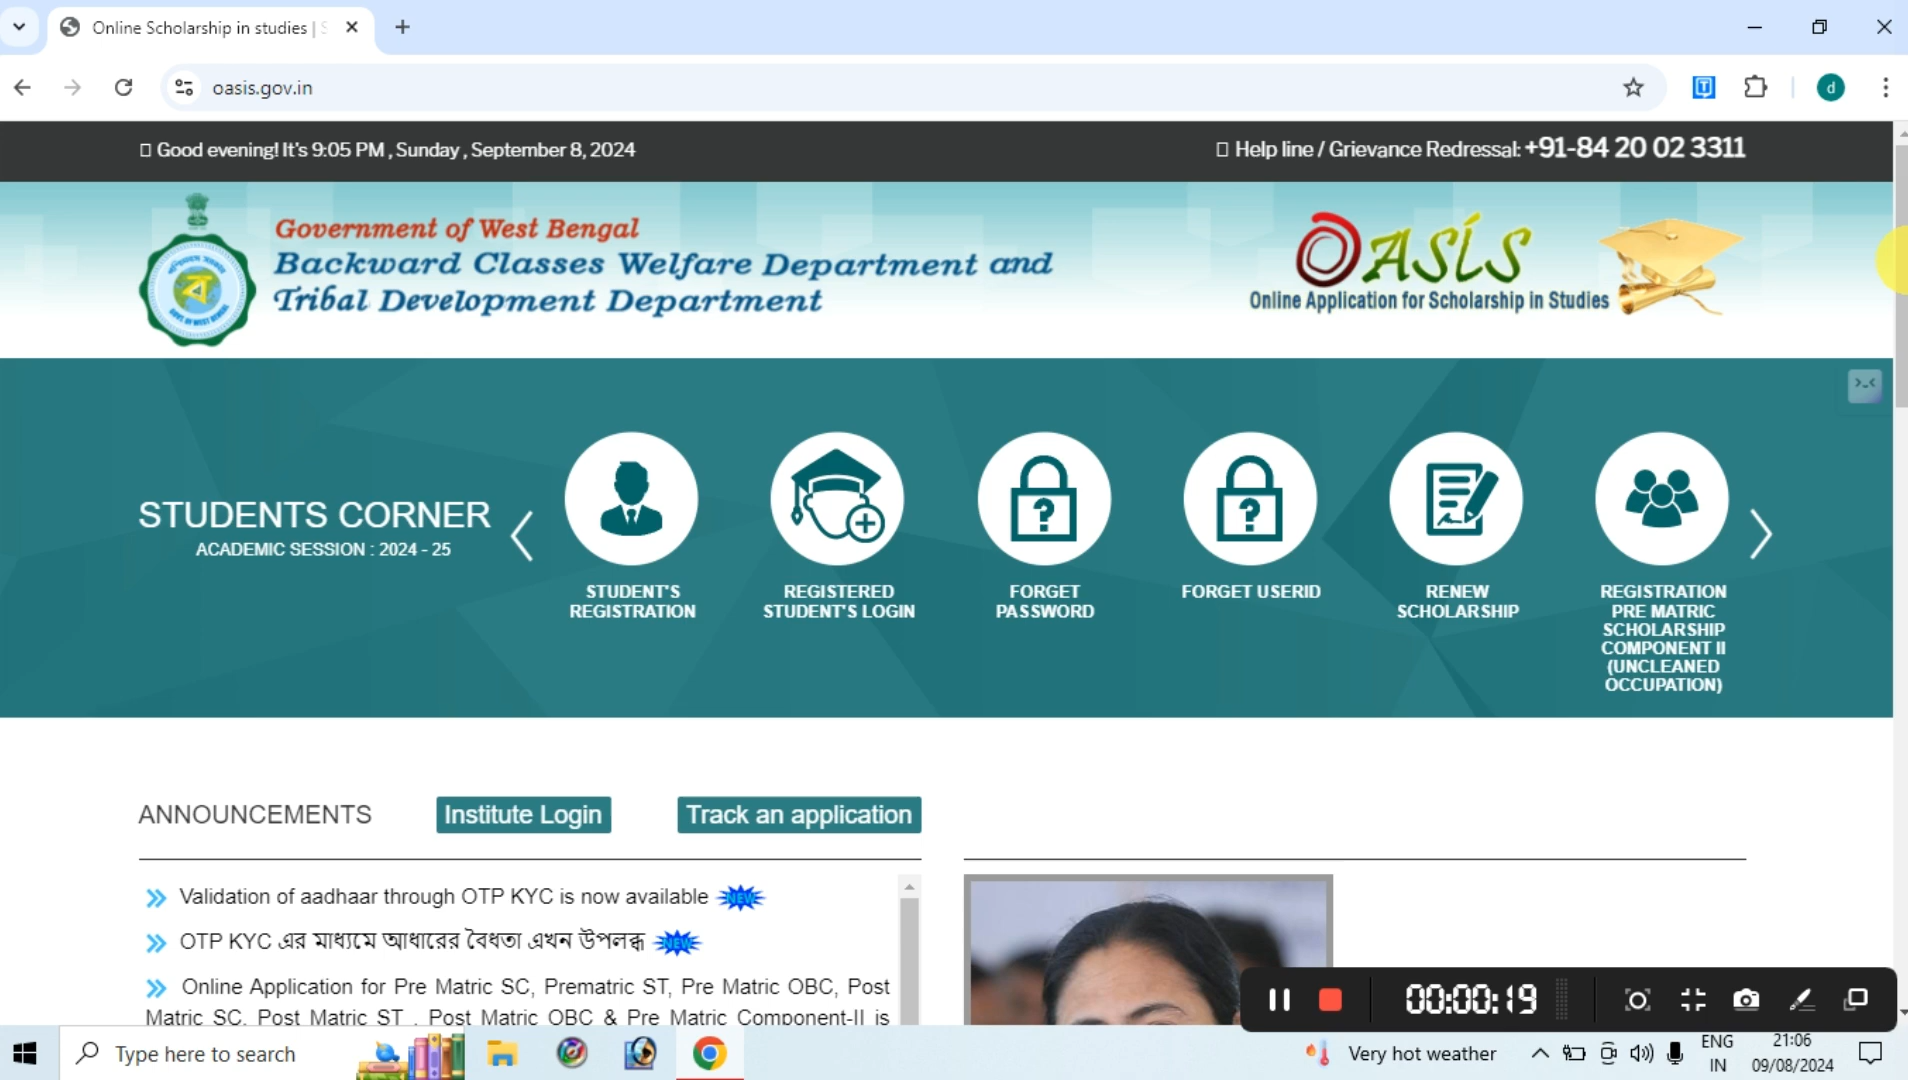 Online Scholarship in studies | S
oasis.gov.in
Good evening! It's 9:05 PM , Sunday , September 8, 2024
Help line / Grievance Redressal: +91-84 20 02 3311
Government of West Bengal
Backward Classes Welfare Department and
Tribal Development Department
OASIS
Online Application for Scholarship in Studies
STUDENTS CORNER
ACADEMIC SESSION : 2024 - 25
STUDENT'S
REGISTRATION
REGISTERED
STUDENT'S LOGIN
FORGET
PASSWORD
FORGET USERID
RENEW
SCHOLARSHIP
REGISTRATION
PRE MATRIC
SCHOLARSHIP
COMPONENT II
(UNCLEANED
OCCUPATION)
ANNOUNCEMENTS
Institute Login
Track an application
Validation of aadhaar through OTP KYC is now available NEW
OTP KYC এর মাধ্যমে আধারের বৈধতা এখন উপলব্ধ NEW
Online Application for Pre Matric SC, Prematric ST, Pre Matric OBC, Post
Matric SC, Post Matric ST , Post Matric OBC & Pre Matric Component-II is
00:00:19
Type here to search
Very hot weather
ENG
IN
21:06
09/08/2024